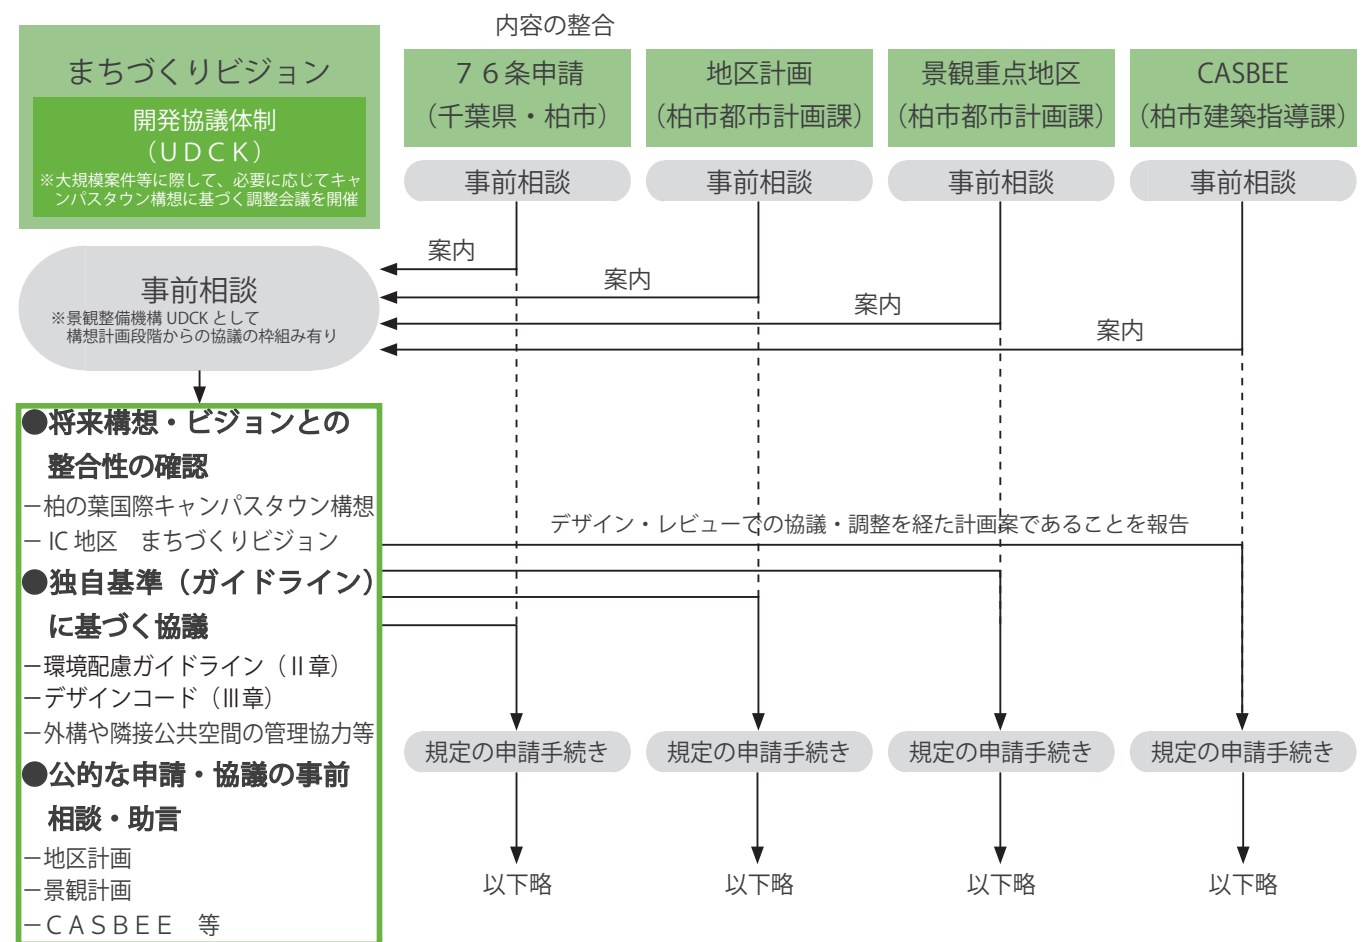 内容の整合
まちづくりビジョン
開発協議体制
（ＵＤＣＫ）
※大規模案件等に際して、必要に応じてキャ
ンパスタウン構想に基づく調整会議を開催
７６条申請
（千葉県・柏市）
地区計画
（柏市都市計画課）
景観重点地区
（柏市都市計画課）
CASBEE
（柏市建築指導課）
事前相談
事前相談
事前相談
事前相談
案内
案内
案内
案内
事前相談
※景観整備機構 UDCK として
構想計画段階からの協議の枠組み有り
●将来構想・ビジョンとの
整合性の確認
－柏の葉国際キャンパスタウン構想
－ IC 地区　まちづくりビジョン
●独自基準（ガイドライン）
に基づく協議
－環境配慮ガイドライン（Ⅱ章）
－デザインコード（Ⅲ章）
－外構や隣接公共空間の管理協力等
●公的な申請・協議の事前
相談・助言
－地区計画
－景観計画
－ＣＡＳＢＥＥ　等
デザイン・レビューでの協議・調整を経た計画案であることを報告
規定の申請手続き
規定の申請手続き
規定の申請手続き
規定の申請手続き
以下略
以下略
以下略
以下略